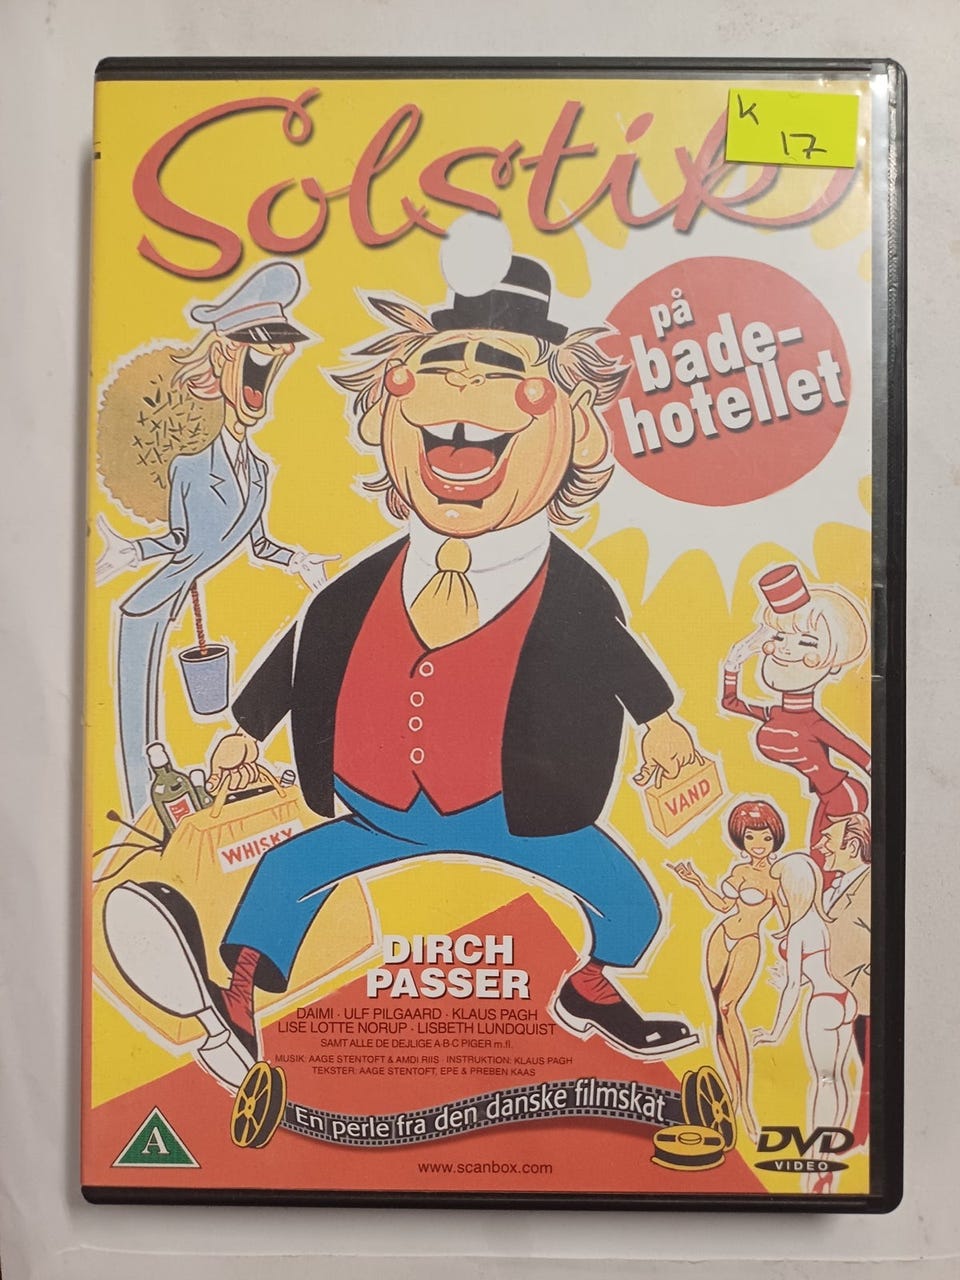 Solstik
K
17
på
bade-
hotellet
WHISKY
VAND
DIRCH
PASSER
DAIMI · ULF PILGAARD · KLAUS PAGH
LISE LOTTE NORUP · LISBETH LUNDQUIST
SAMT ALLE DE DEJLIGE A-B-C PIGER m.fl.
MUSIK: AAGE STENTOFT & AMDI RIIS · INSTRUKTION: KLAUS PAGH
TEKSTER: AAGE STENTOFT, EPE & PREBEN KAAS
En perle fra den danske filmskat
A
DVD
VIDEO
www.scanbox.com